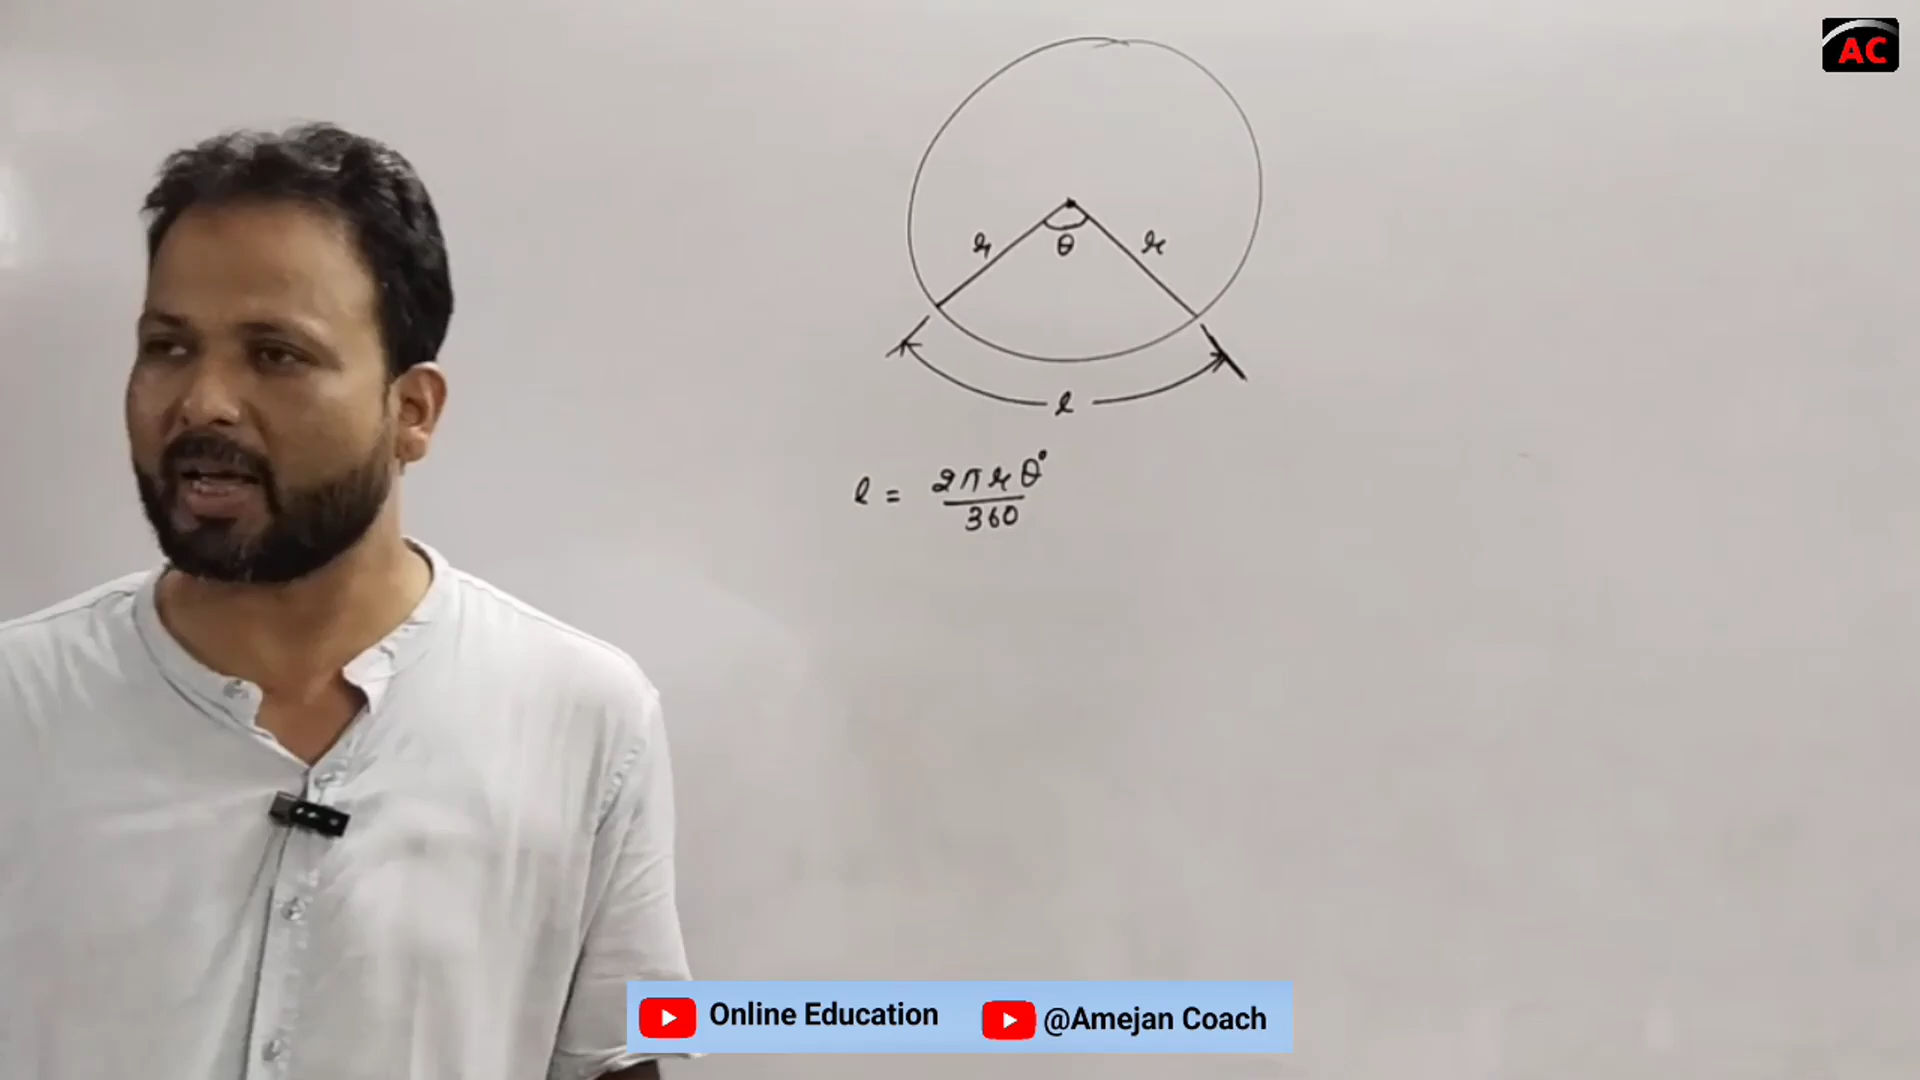 AC
r θ r
l
l = 2πrθ° / 360
Online Education @Amejan Coach